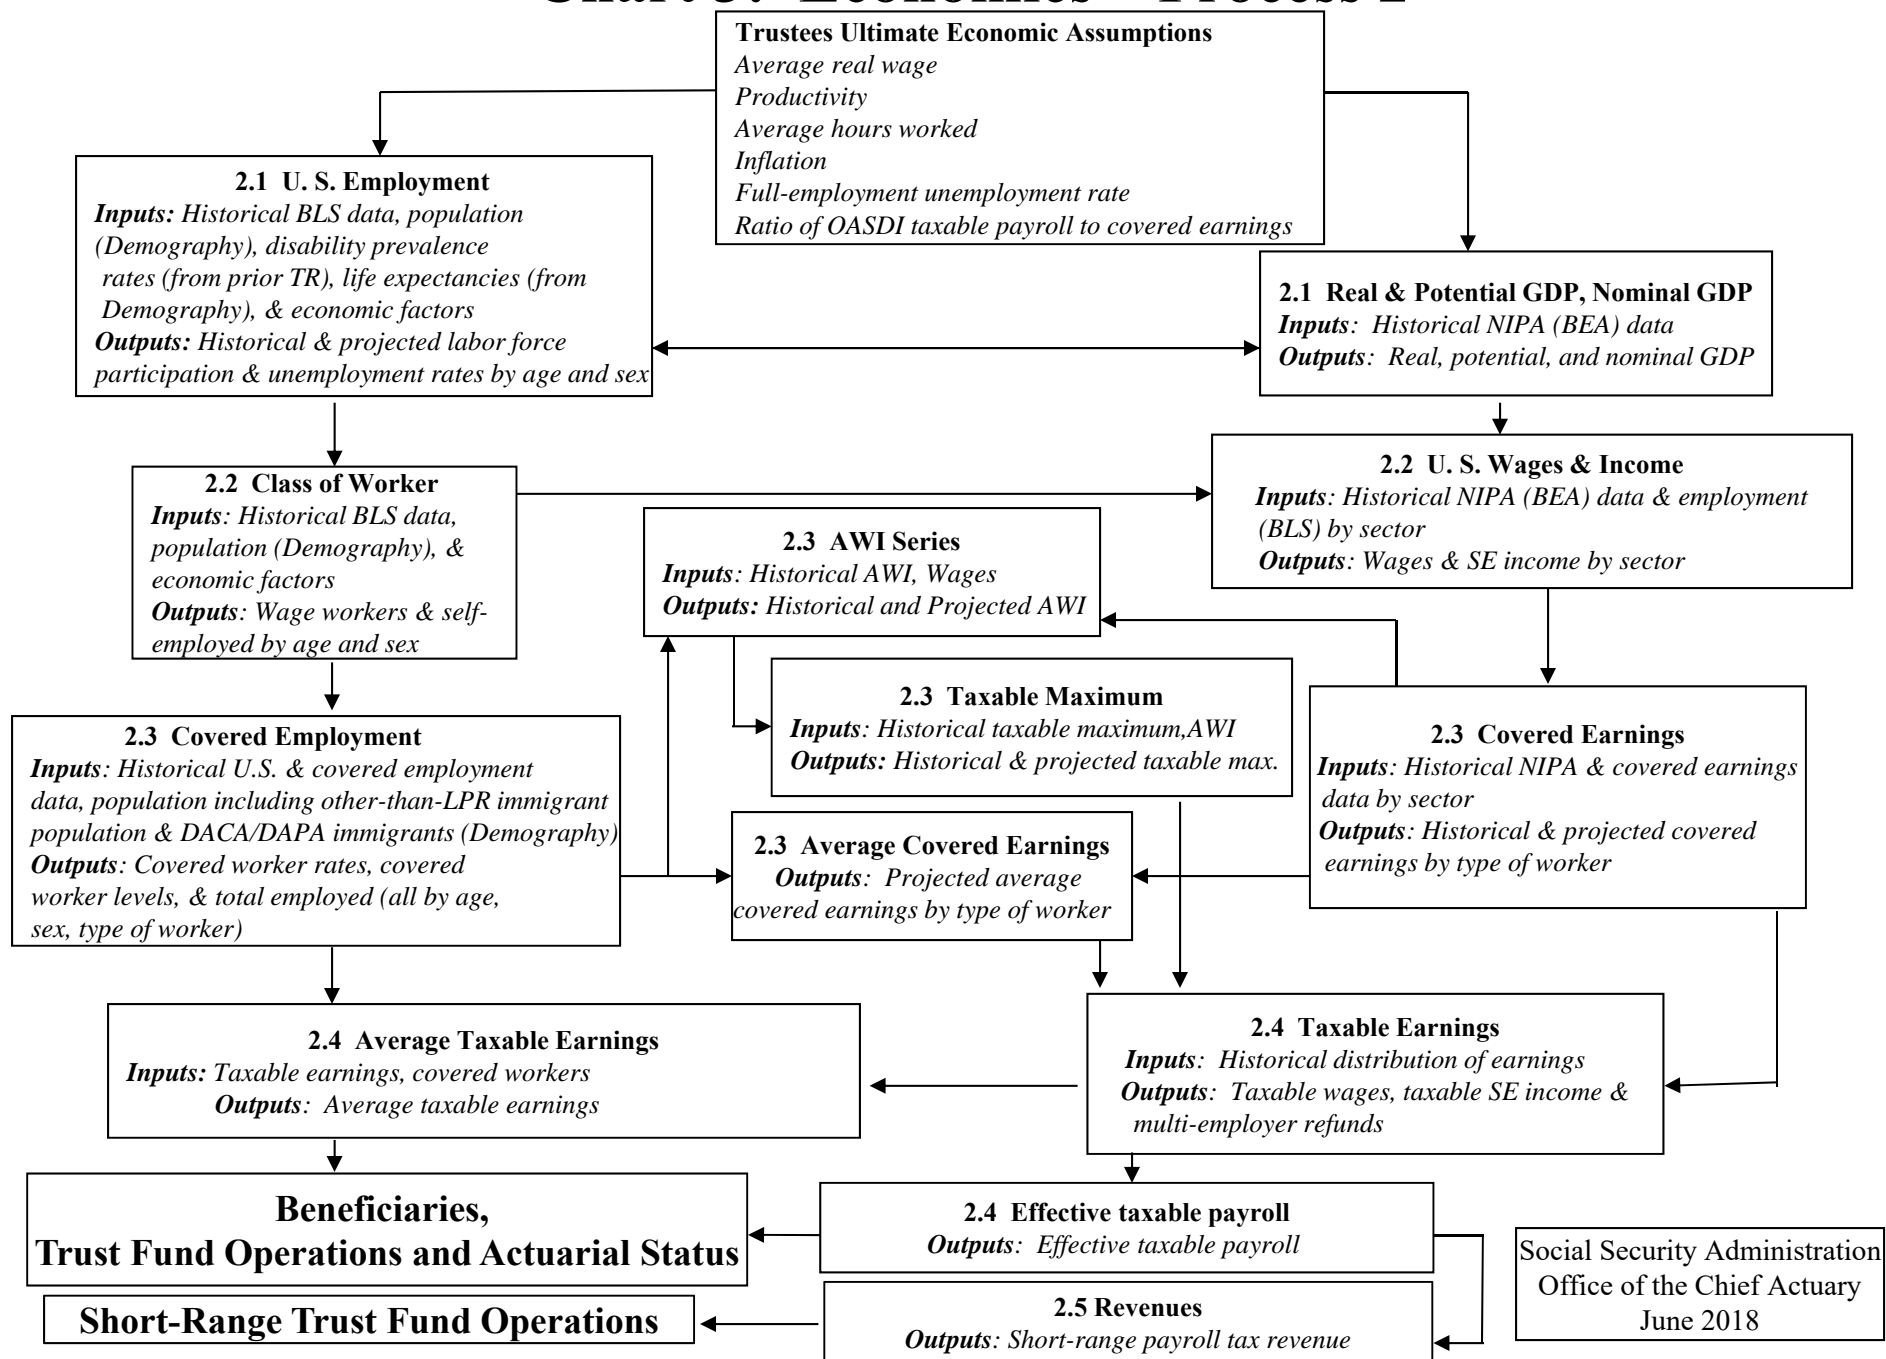 Trustees Ultimate Economic Assumptions
Average real wage
Productivity
Average hours worked
Inflation
Full-employment unemployment rate
Ratio of OASDI taxable payroll to covered earnings
2.1 U. S. Employment
Inputs: Historical BLS data, population
(Demography), disability prevalence
rates (from prior TR), life expectancies (from
Demography), & economic factors
Outputs: Historical & projected labor force
participation & unemployment rates by age and sex
2.1 Real & Potential GDP, Nominal GDP
Inputs: Historical NIPA (BEA) data
Outputs: Real, potential, and nominal GDP
2.2 Class of Worker
Inputs: Historical BLS data,
population (Demography), &
economic factors
Outputs: Wage workers & self-
employed by age and sex
2.2 U. S. Wages & Income
Inputs: Historical NIPA (BEA) data & employment
(BLS) by sector
Outputs: Wages & SE income by sector
2.3 AWI Series
Inputs: Historical AWI, Wages
Outputs: Historical and Projected AWI
2.3 Taxable Maximum
Inputs: Historical taxable maximum,AWI
Outputs: Historical & projected taxable max.
2.3 Covered Employment
Inputs: Historical U.S. & covered employment
data, population including other-than-LPR immigrant
population & DACA/DAPA immigrants (Demography)
Outputs: Covered worker rates, covered
worker levels, & total employed (all by age,
sex, type of worker)
2.3 Average Covered Earnings
Outputs: Projected average
covered earnings by type of worker
2.3 Covered Earnings
Inputs: Historical NIPA & covered earnings
data by sector
Outputs: Historical & projected covered
earnings by type of worker
2.4 Average Taxable Earnings
Inputs: Taxable earnings, covered workers
Outputs: Average taxable earnings
2.4 Taxable Earnings
Inputs: Historical distribution of earnings
Outputs: Taxable wages, taxable SE income &
multi-employer refunds
Beneficiaries,
Trust Fund Operations and Actuarial Status
2.4 Effective taxable payroll
Outputs: Effective taxable payroll
Short-Range Trust Fund Operations
2.5 Revenues
Outputs: Short-range payroll tax revenue
Social Security Administration
Office of the Chief Actuary
June 2018